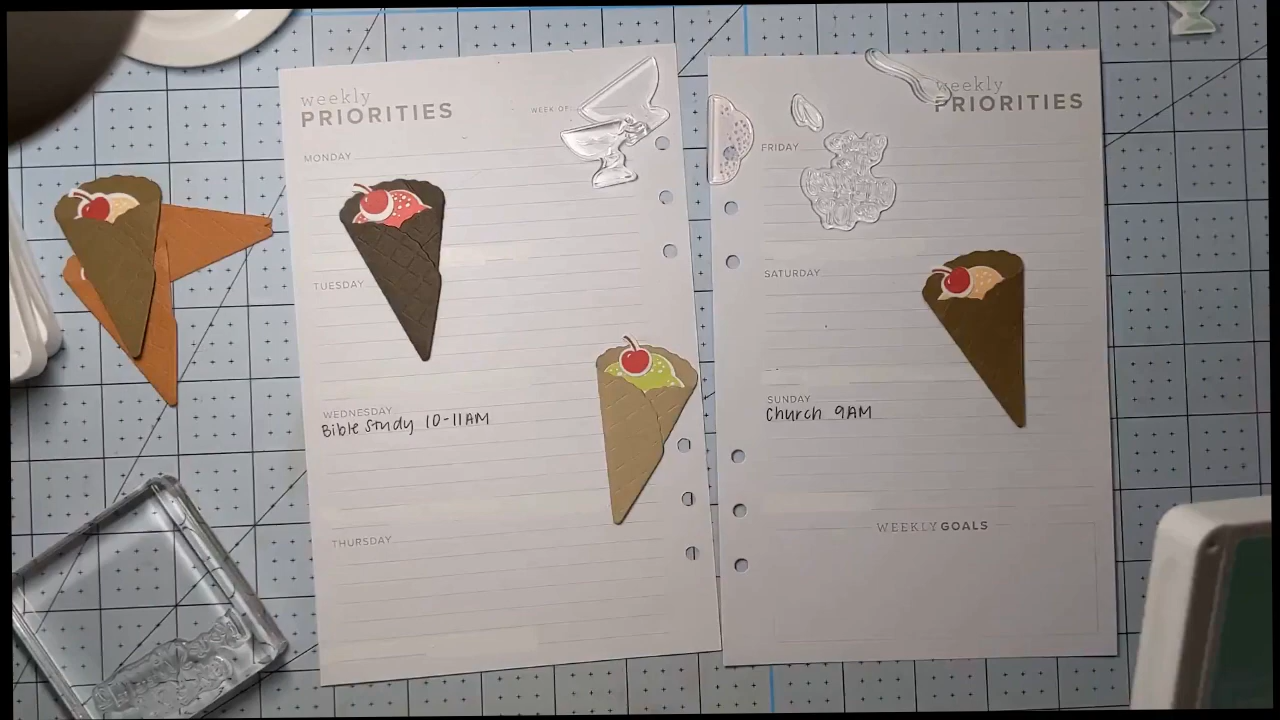 weekly
PRIORITIES
WEEK OF:
MONDAY
TUESDAY
WEDNESDAY
Bible Study 10-11AM
THURSDAY
weekly
PRIORITIES
FRIDAY
SATURDAY
SUNDAY
Church 9AM
WEEKLY GOALS